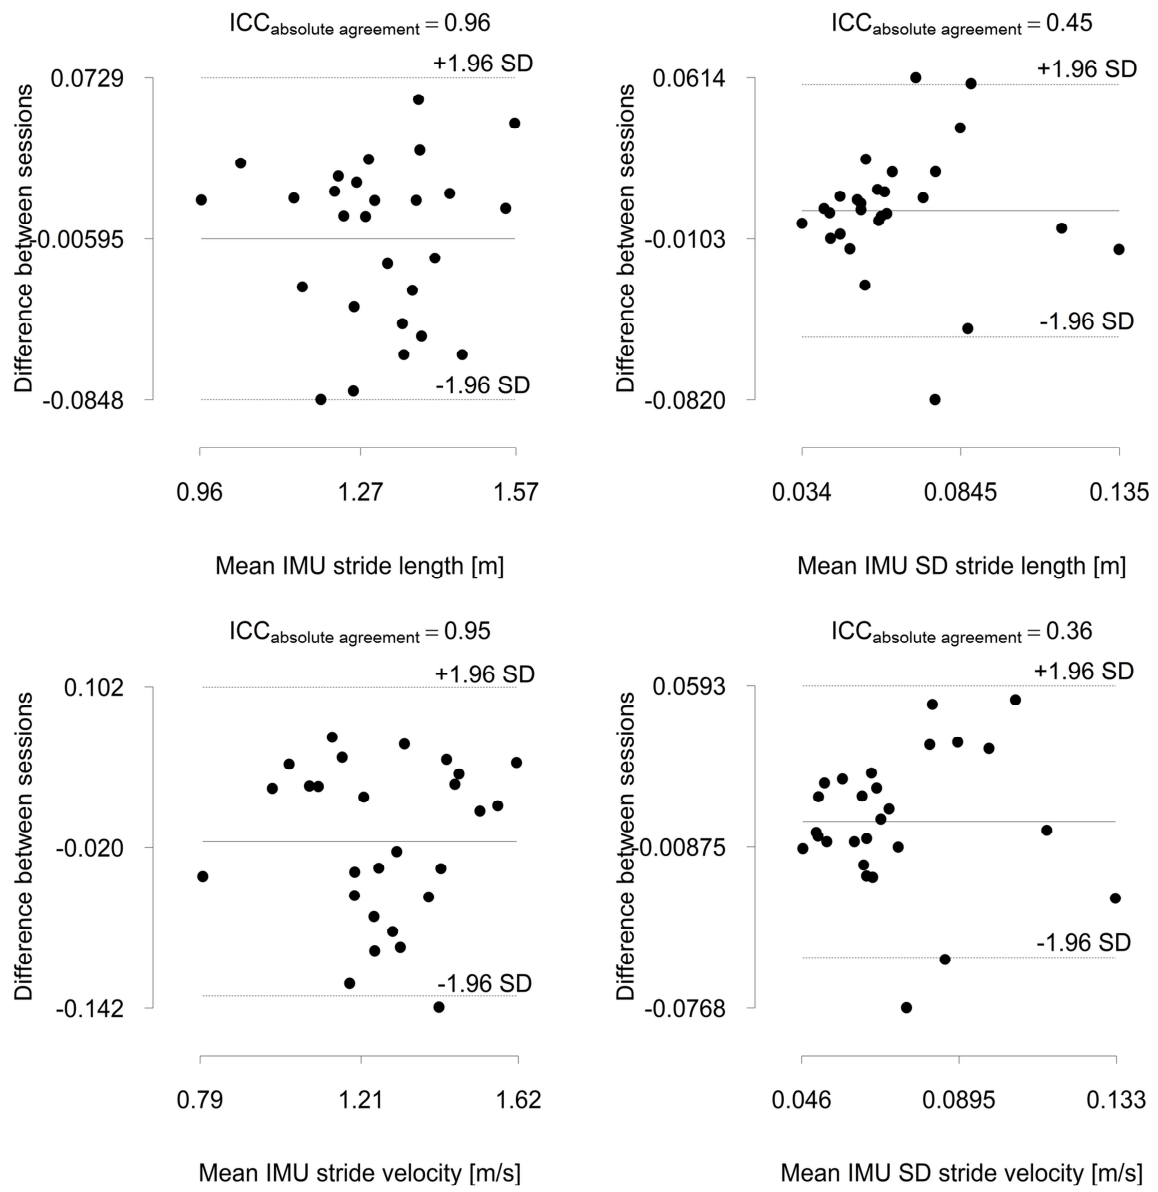 ICCabsolute agreement = 0.96
+1.96 SD
0.0729
-0.00595
-0.0848
-1.96 SD
Difference between sessions
0.96
1.27
1.57
Mean IMU stride length [m]
ICCabsolute agreement = 0.45
+1.96 SD
0.0614
-0.0103
-1.96 SD
-0.0820
Difference between sessions
0.034
0.0845
0.135
Mean IMU SD stride length [m]
ICCabsolute agreement = 0.95
+1.96 SD
0.102
-0.020
-1.96 SD
-0.142
Difference between sessions
0.79
1.21
1.62
Mean IMU stride velocity [m/s]
ICCabsolute agreement = 0.36
+1.96 SD
0.0593
-0.00875
-1.96 SD
-0.0768
Difference between sessions
0.046
0.0895
0.133
Mean IMU SD stride velocity [m/s]